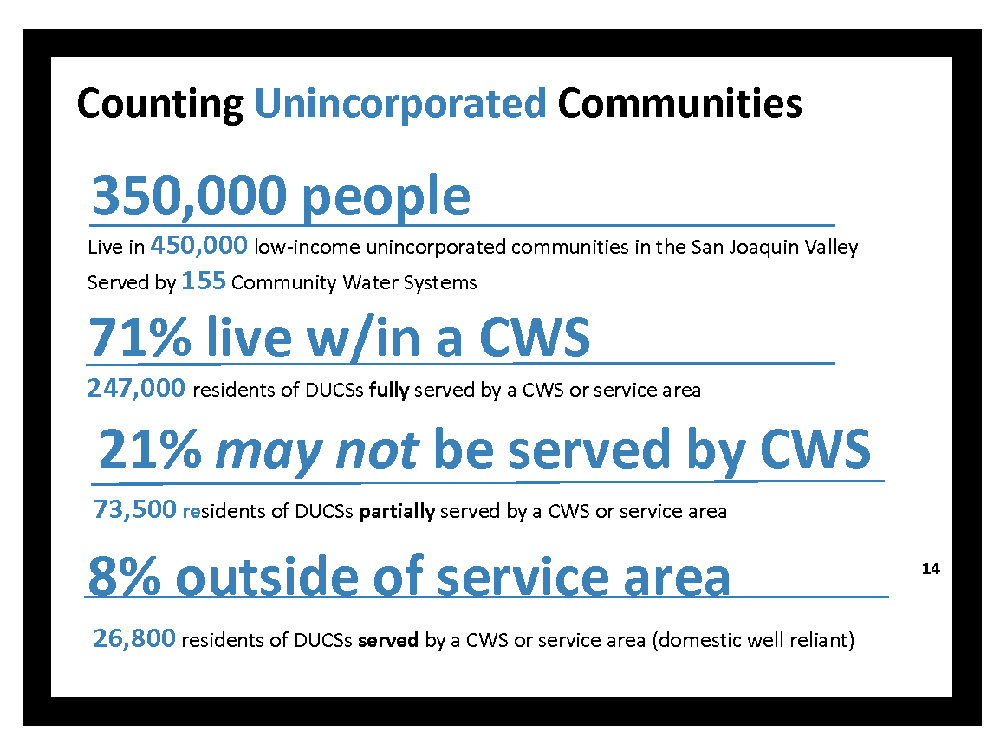 Counting Unincorporated Communities
350,000 people
Live in 450,000 low-income unincorporated communities in the San Joaquin Valley
Served by 155 Community Water Systems
71% live w/in a CWS
247,000 residents of DUCSs fully served by a CWS or service area
21% may not be served by CWS
73,500 residents of DUCSs partially served by a CWS or service area
8% outside of service area
14
26,800 residents of DUCSs served by a CWS or service area (domestic well reliant)